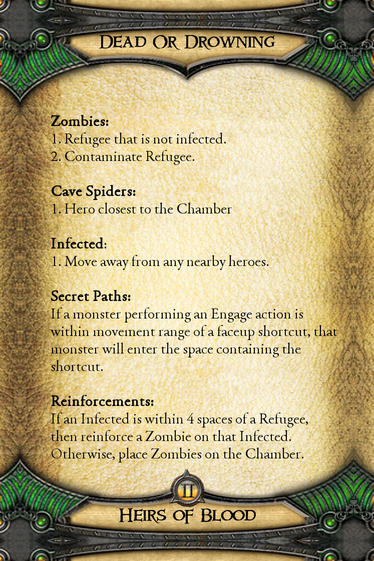 Dead Or Drowning
Zombies:
1. Refugee that is not infected.
2. Contaminate Refugee.
Cave Spiders:
1. Hero closest to the Chamber
Infected:
1. Move away from any nearby heroes.
Secret Paths:
If a monster performing an Engage action is
within movement range of a faceup shortcut, that
monster will enter the space containing the
shortcut.
Reinforcements:
If an Infected is within 4 spaces of a Refugee,
then reinforce a Zombie on that Infected.
Otherwise, place Zombies on the Chamber.
II
Heirs of Blood